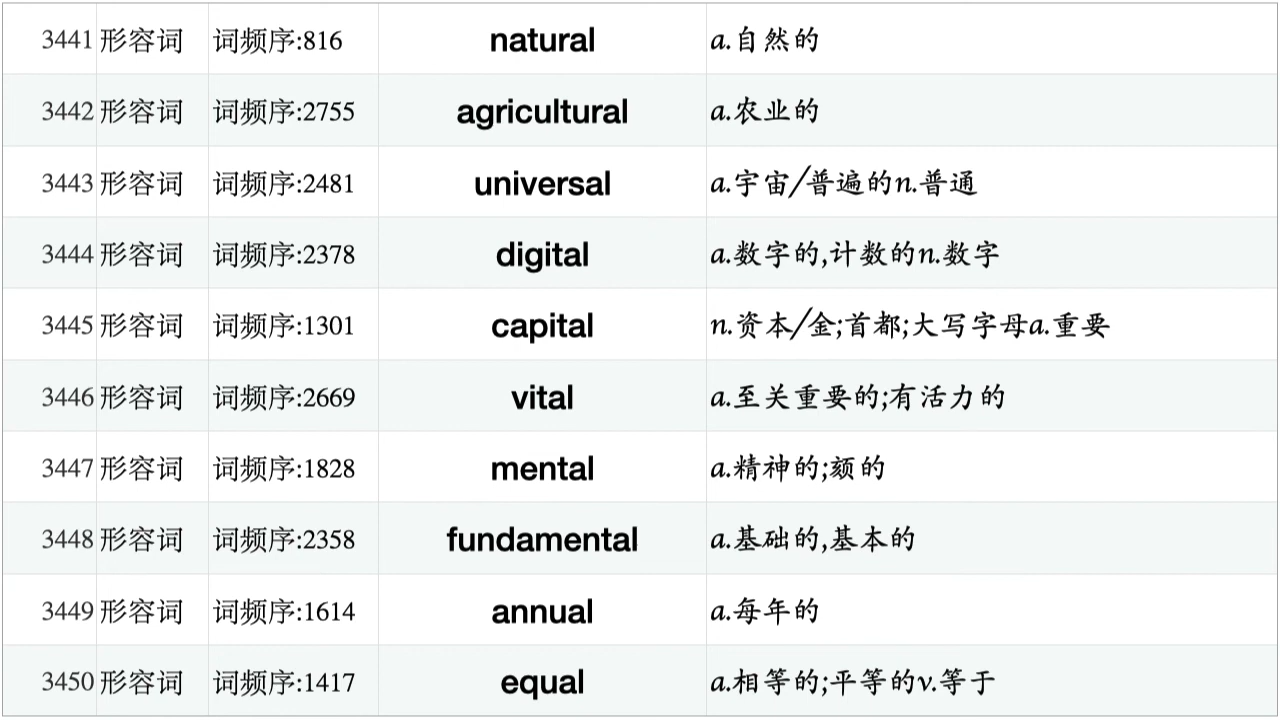 3441 形容词 词频序:816 natural a.自然的
3442 形容词 词频序:2755 agricultural a.农业的
3443 形容词 词频序:2481 universal a.宇宙/普遍的n.普通
3444 形容词 词频序:2378 digital a.数字的,计数的n.数字
3445 形容词 词频序:1301 capital n.资本/金;首都;大写字母a.重要
3446 形容词 词频序:2669 vital a.至关重要的;有活力的
3447 形容词 词频序:1828 mental a.精神的;颏的
3448 形容词 词频序:2358 fundamental a.基础的,基本的
3449 形容词 词频序:1614 annual a.每年的
3450 形容词 词频序:1417 equal a.相等的;平等的v.等于